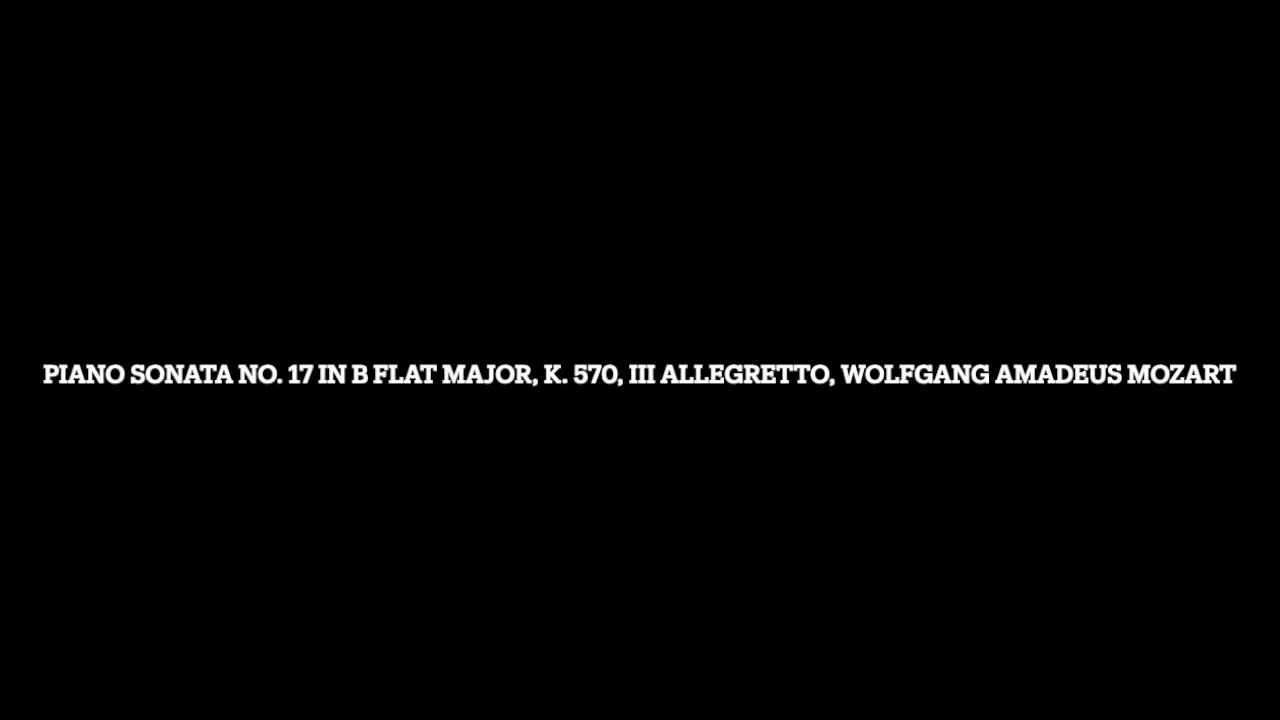 PIANO SONATA NO. 17 IN B FLAT MAJOR, K. 570, III ALLEGRETTO, WOLFGANG AMADEUS MOZART